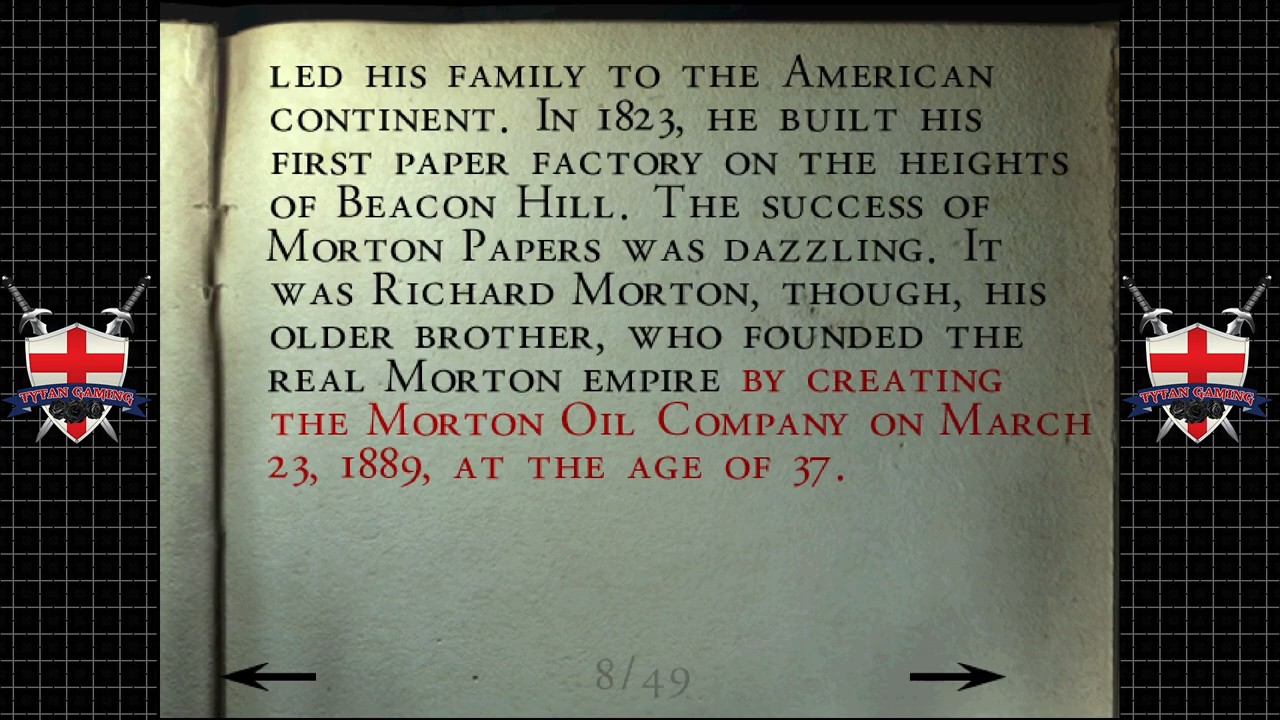 LED HIS FAMILY TO THE AMERICAN
CONTINENT. IN 1823, HE BUILT HIS
FIRST PAPER FACTORY ON THE HEIGHTS
OF BEACON HILL. THE SUCCESS OF
MORTON PAPERS WAS DAZZLING. IT
WAS RICHARD MORTON, THOUGH, HIS
OLDER BROTHER, WHO FOUNDED THE
REAL MORTON EMPIRE BY CREATING
THE MORTON OIL COMPANY ON MARCH
23, 1889, AT THE AGE OF 37.
8/49
TYTAN GAMING
TYTAN GAMING